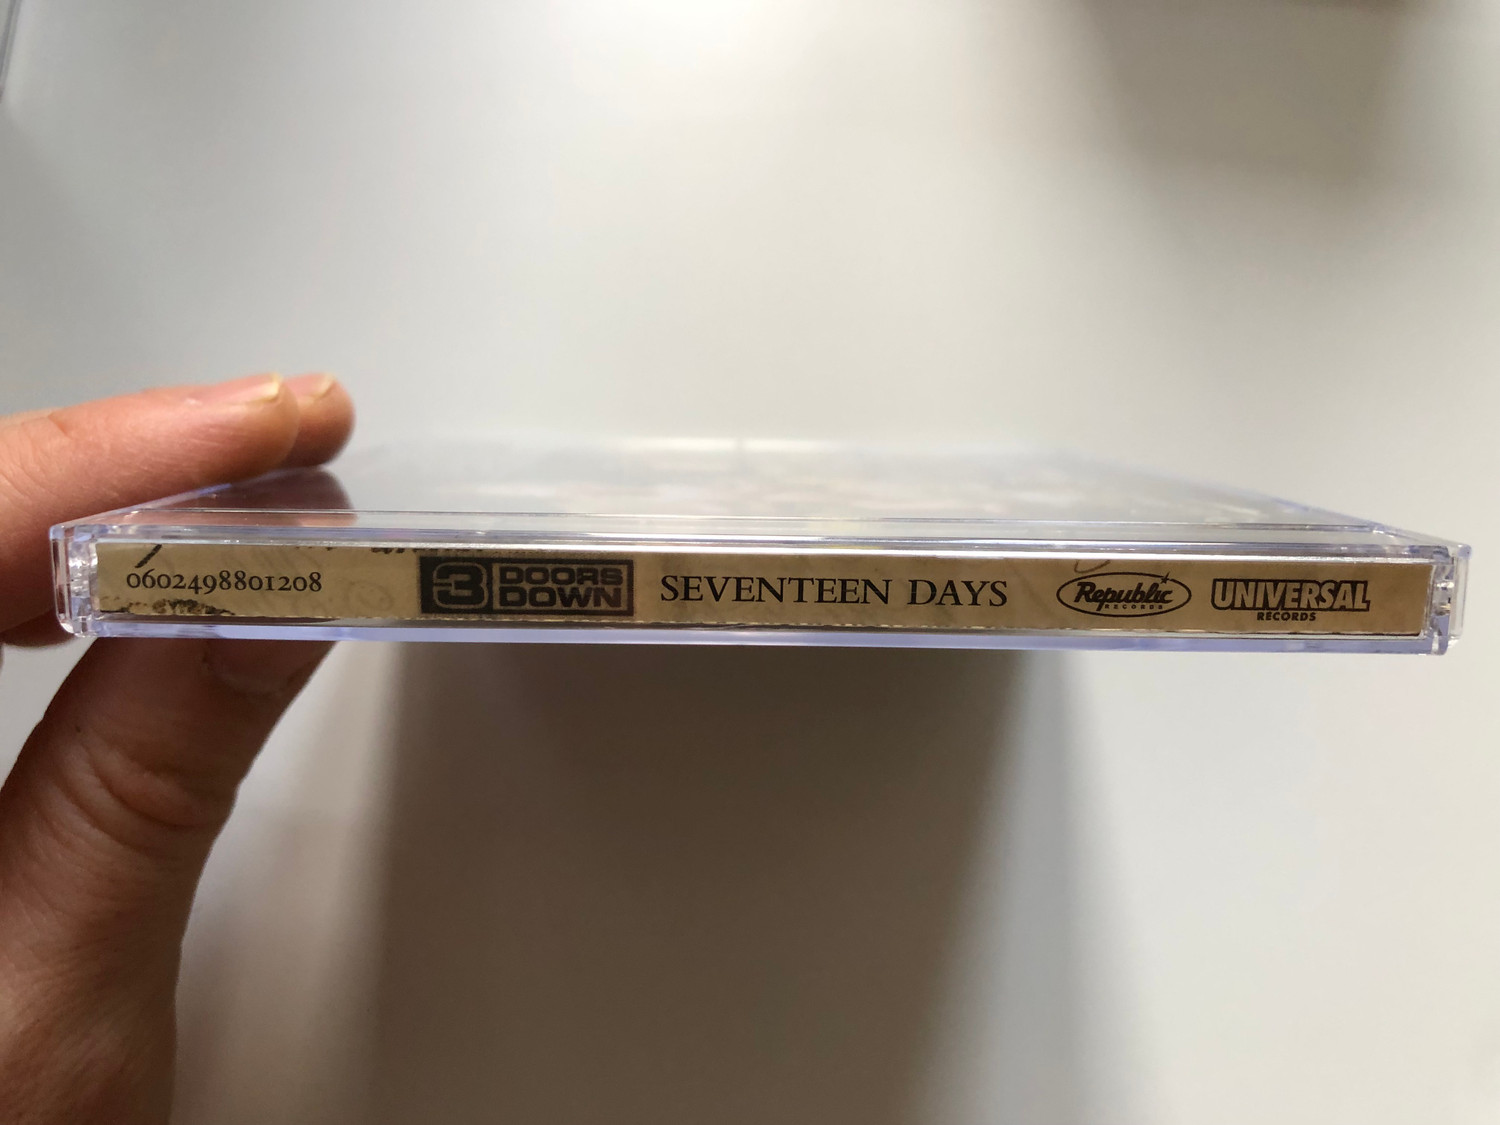 0602498801208
3 DOORS DOWN
SEVENTEEN DAYS
Republic RECORDS
UNIVERSAL RECORDS